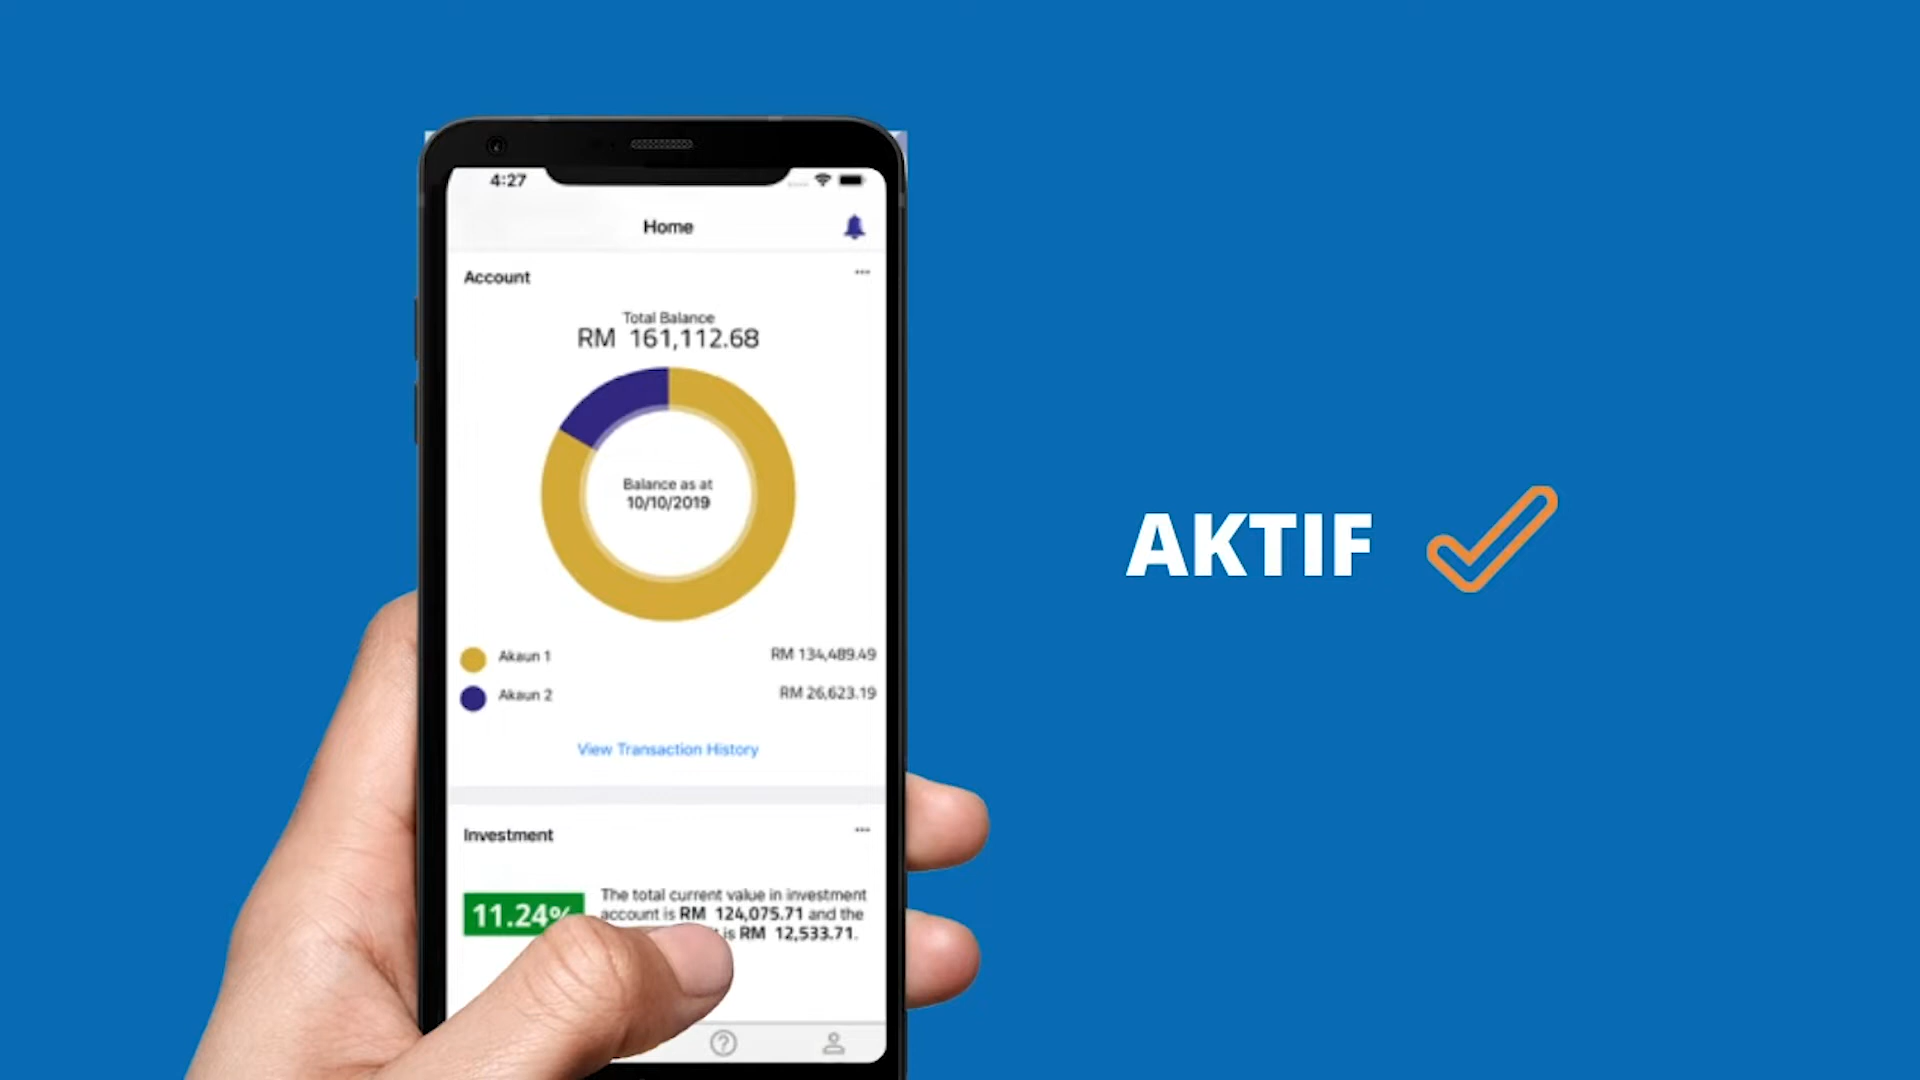 4:27
Home
Account
Total Balance
RM 161,112.68
Balance as at
10/10/2019
Akaun 1
RM 134,489.49
Akaun 2
RM 26,623.19
View Transaction History
Investment
11.24%
The total current value in investment
account is RM 124,075.71 and the
is RM 12,533.71.
AKTIF